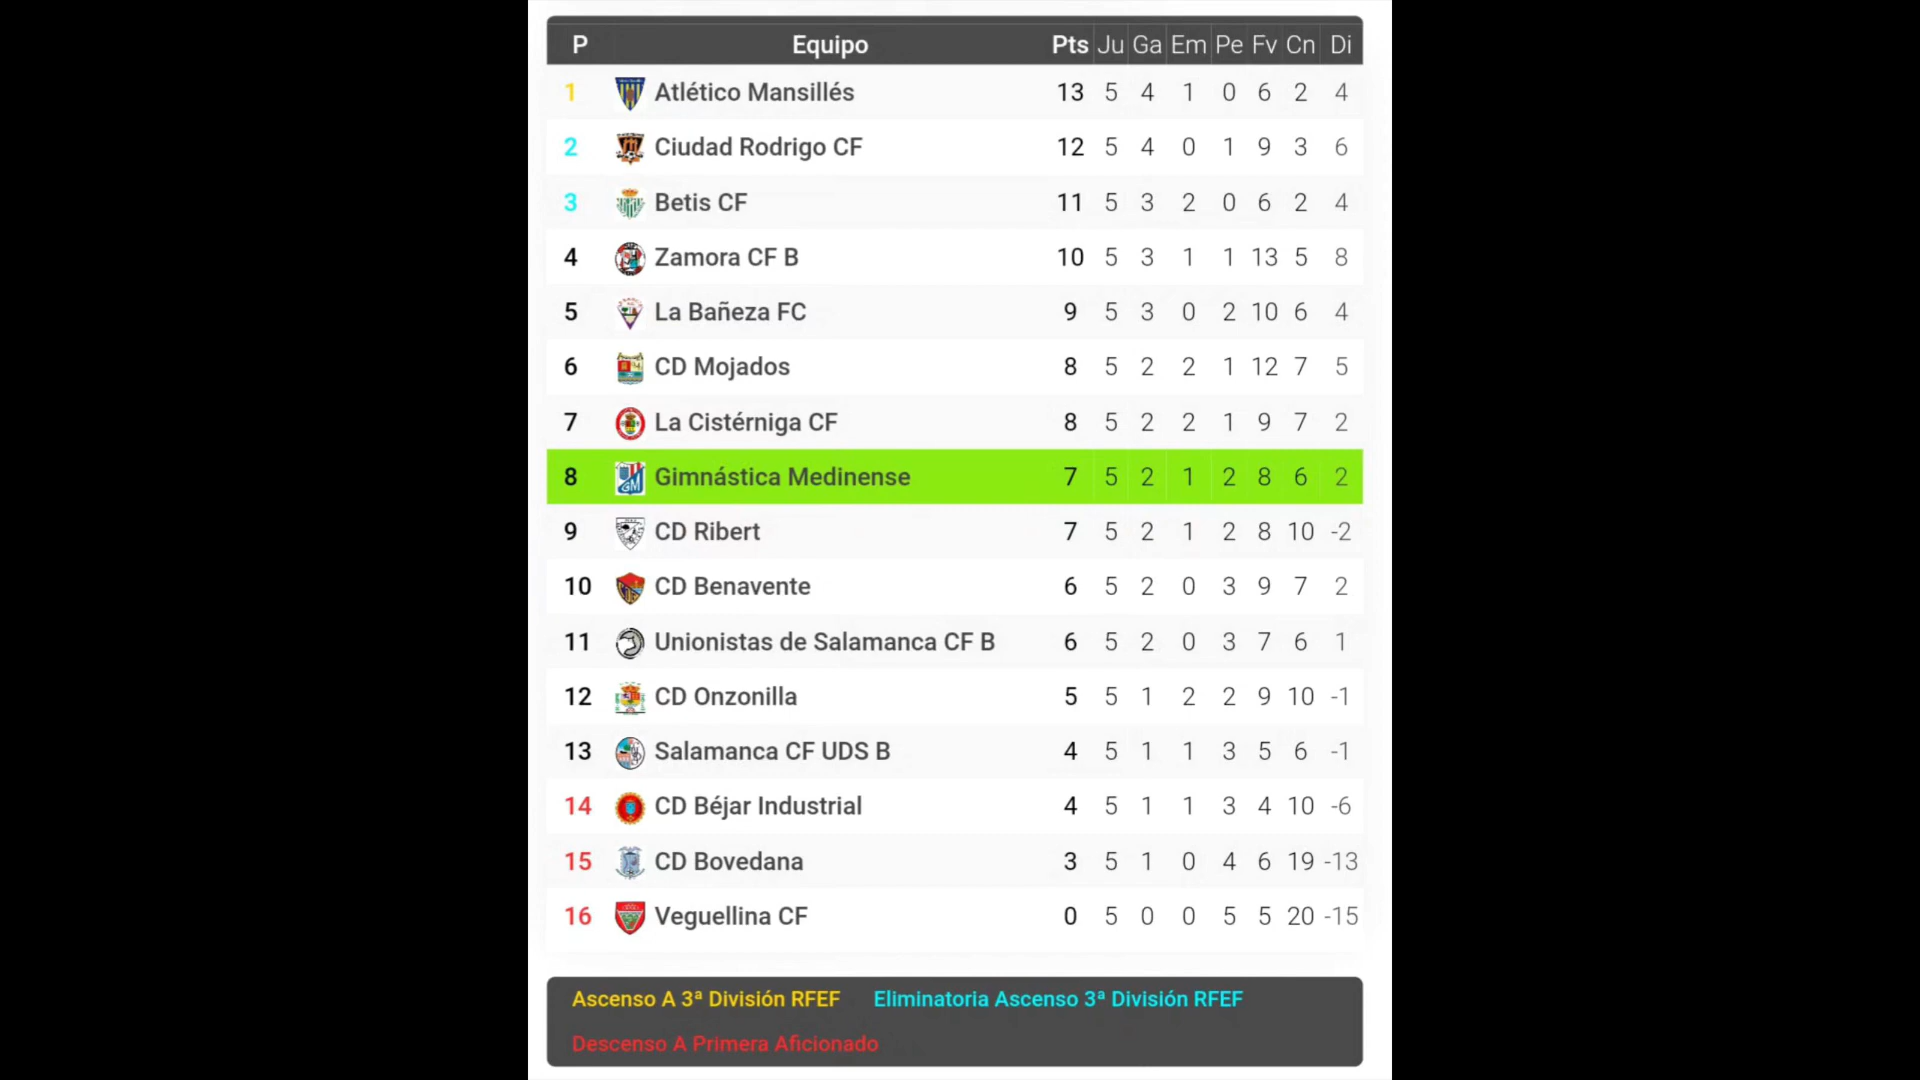 P Equipo Pts Ju Ga Em Pe Fv Cn Di
1 Atlético Mansillés 13 5 4 1 0 6 2 4
2 Ciudad Rodrigo CF 12 5 4 0 1 9 3 6
3 Betis CF 11 5 3 2 0 6 2 4
4 Zamora CF B 10 5 3 1 1 13 5 8
5 La Bañeza FC 9 5 3 0 2 10 6 4
6 CD Mojados 8 5 2 2 1 12 7 5
7 La Cistérniga CF 8 5 2 2 1 9 7 2
8 Gimnástica Medinense 7 5 2 1 2 8 6 2
9 CD Ribert 7 5 2 1 2 8 10 -2
10 CD Benavente 6 5 2 0 3 9 7 2
11 Unionistas de Salamanca CF B 6 5 2 0 3 7 6 1
12 CD Onzonilla 5 5 1 2 2 9 10 -1
13 Salamanca CF UDS B 4 5 1 1 3 5 6 -1
14 CD Béjar Industrial 4 5 1 1 3 4 10 -6
15 CD Bovedana 3 5 1 0 4 6 19 -13
16 Veguellina CF 0 5 0 0 5 5 20 -15
Ascenso A 3ª División RFEF Eliminatoria Ascenso 3ª División RFEF
Descenso A Primera Aficionado